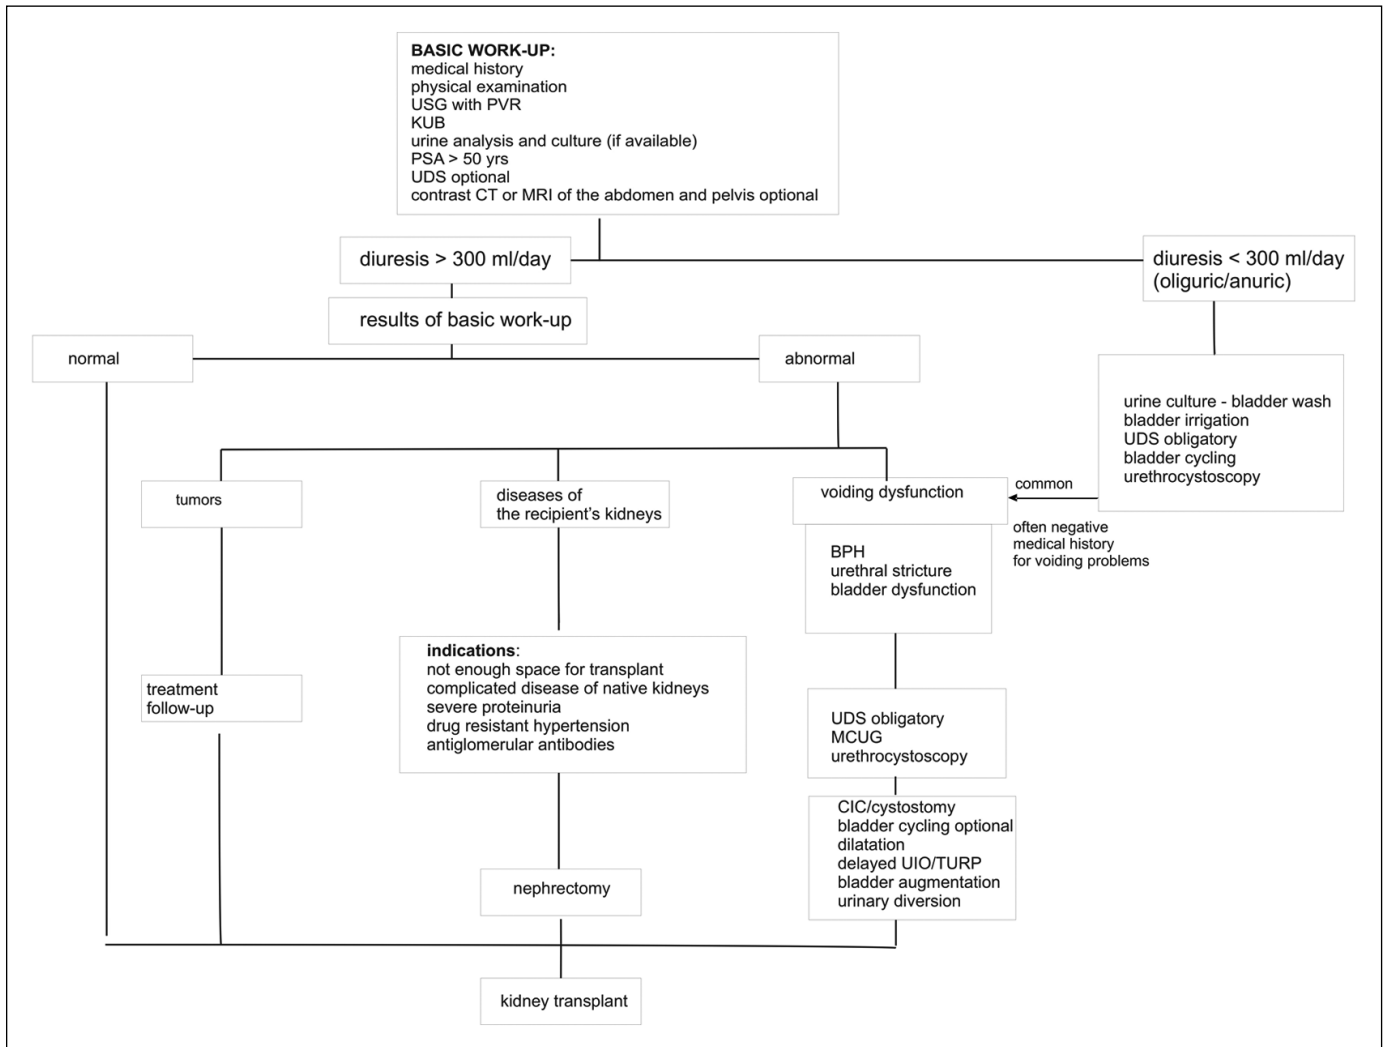 BASIC WORK-UP:
medical history
physical examination
USG with PVR
KUB
urine analysis and culture (if available)
PSA > 50 yrs
UDS optional
contrast CT or MRI of the abdomen and pelvis optional
diuresis > 300 ml/day
diuresis < 300 ml/day
(oliguric/anuric)
results of basic work-up
normal
abnormal
urine culture - bladder wash
bladder irrigation
UDS obligatory
bladder cycling
urethrocystoscopy
tumors
diseases of
the recipient's kidneys
voiding dysfunction
common
often negative
medical history
for voiding problems
BPH
urethral stricture
bladder dysfunction
treatment
follow-up
indications:
not enough space for transplant
complicated disease of native kidneys
severe proteinuria
drug resistant hypertension
antiglomerular antibodies
UDS obligatory
MCUG
urethrocystoscopy
CIC/cystostomy
bladder cycling optional
dilatation
delayed UIO/TURP
bladder augmentation
urinary diversion
nephrectomy
kidney transplant